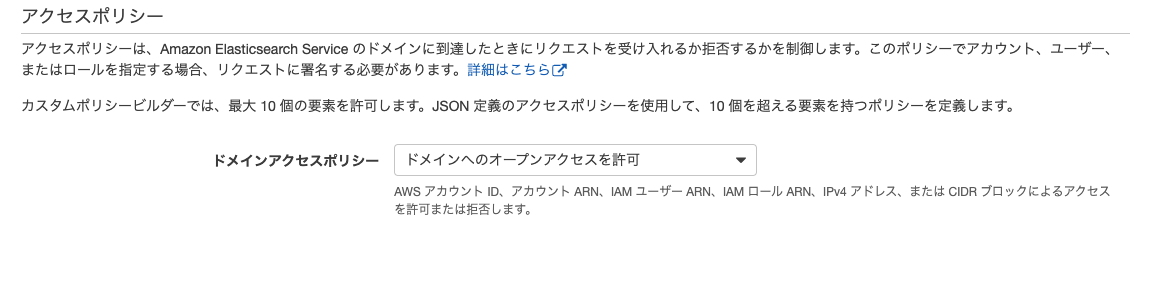 アクセスポリシー
アクセスポリシーは、Amazon Elasticsearch Service のドメインに到達したときにリクエストを受け入れるか拒否するかを制御します。このポリシーでアカウント、ユーザー、
またはロールを指定する場合、リクエストに署名する必要があります。詳細はこちら
カスタムポリシービルダーでは、最大 10 個の要素を許可します。JSON 定義のアクセスポリシーを使用して、10 個を超える要素を持つポリシーを定義します。
ドメインアクセスポリシー ドメインへのオープンアクセスを許可
AWS アカウント ID、アカウント ARN、IAM ユーザー ARN、IAM ロール ARN、IPv4 アドレス、または CIDR ブロックによるアクセス
を許可または拒否します。